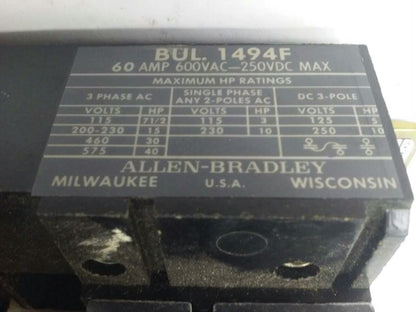 BUL. 1494F
60 AMP 600VAC—250VDC MAX
MAXIMUM HP RATINGS
3 PHASE AC SINGLE PHASE ANY 2-POLES AC DC 3-POLE
VOLTS HP VOLTS HP VOLTS HP
115 7 1/2 115 3 125 5
200-230 15 230 10 250 10
460 30
575 40
ALLEN-BRADLEY
MILWAUKEE U.S.A. WISCONSIN